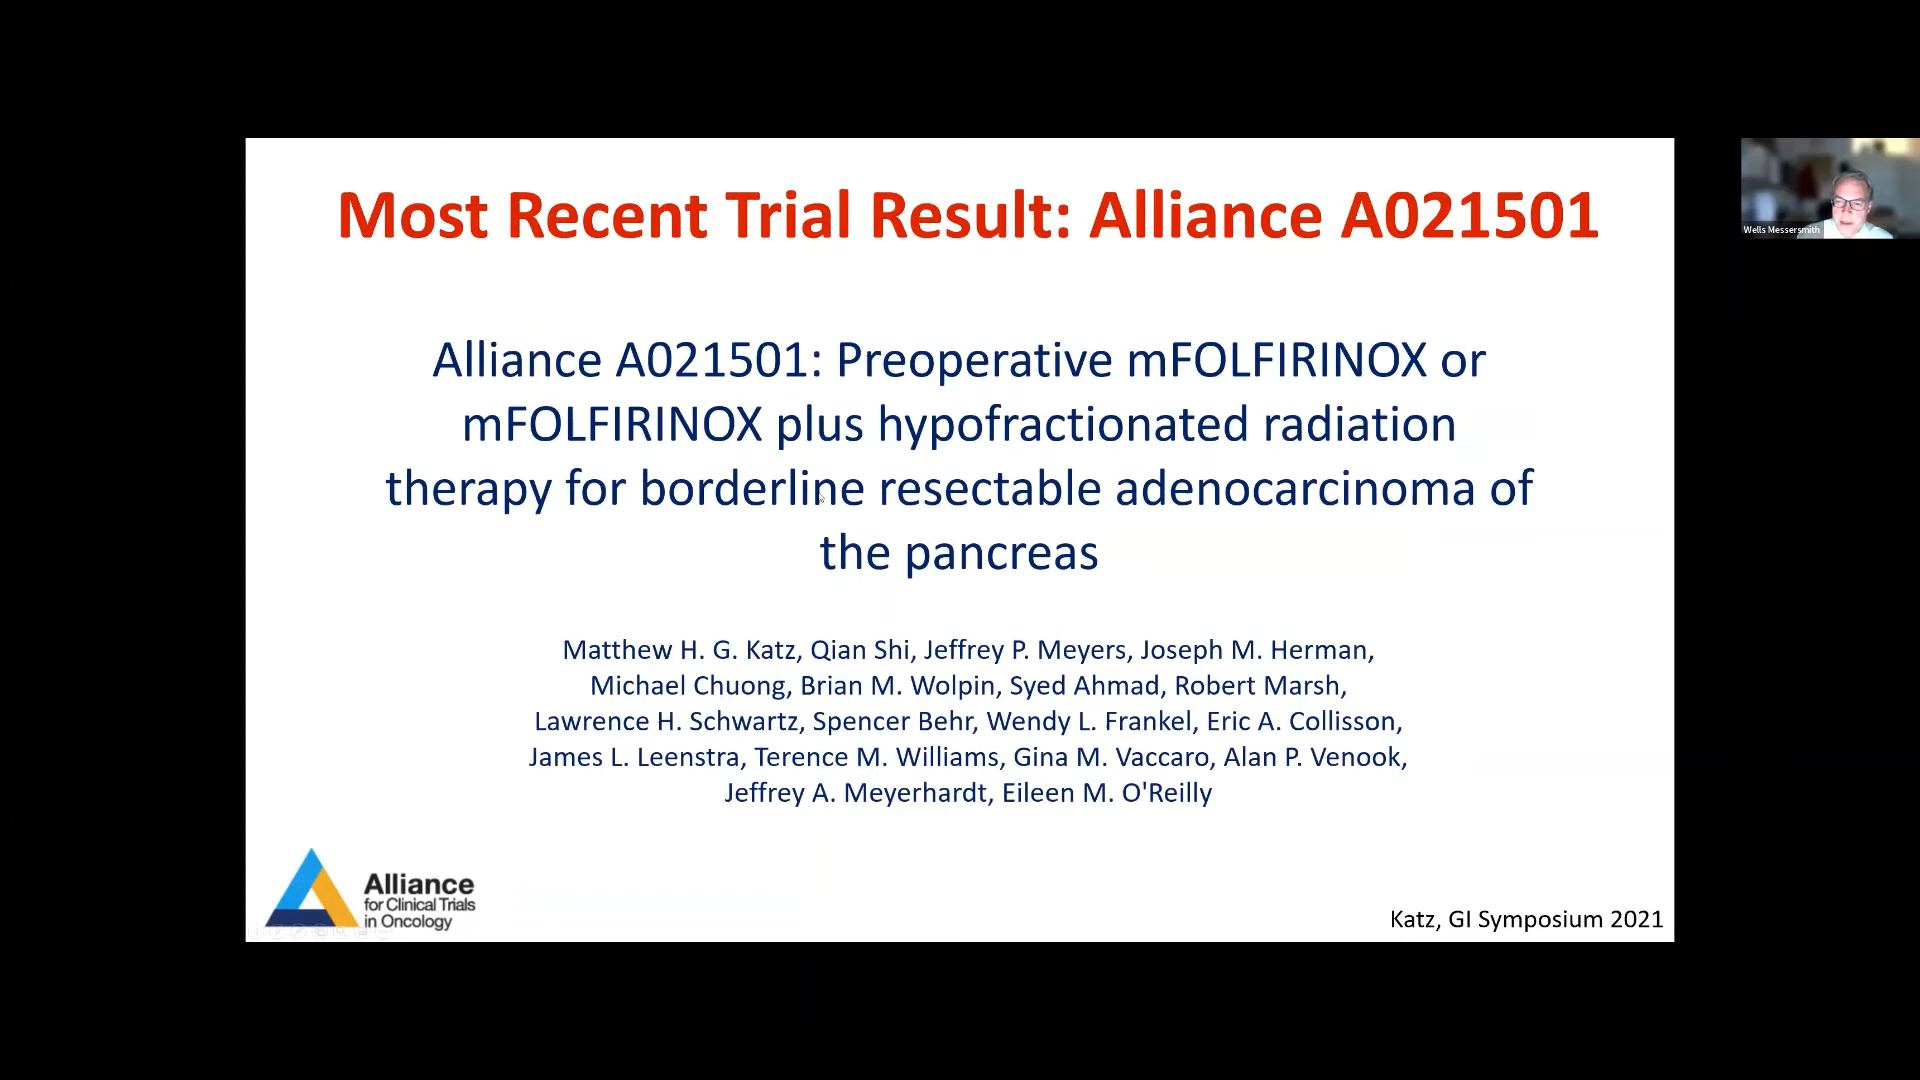 Most Recent Trial Result: Alliance A021501
Wells Messersmith
Alliance A021501: Preoperative mFOLFIRINOX or
mFOLFIRINOX plus hypofractionated radiation
therapy for borderline resectable adenocarcinoma of
the pancreas
Matthew H. G. Katz, Qian Shi, Jeffrey P. Meyers, Joseph M. Herman,
Michael Chuong, Brian M. Wolpin, Syed Ahmad, Robert Marsh,
Lawrence H. Schwartz, Spencer Behr, Wendy L. Frankel, Eric A. Collisson,
James L. Leenstra, Terence M. Williams, Gina M. Vaccaro, Alan P. Venook,
Jeffrey A. Meyerhardt, Eileen M. O'Reilly
Alliance
for Clinical Trials
in Oncology
Katz, GI Symposium 2021